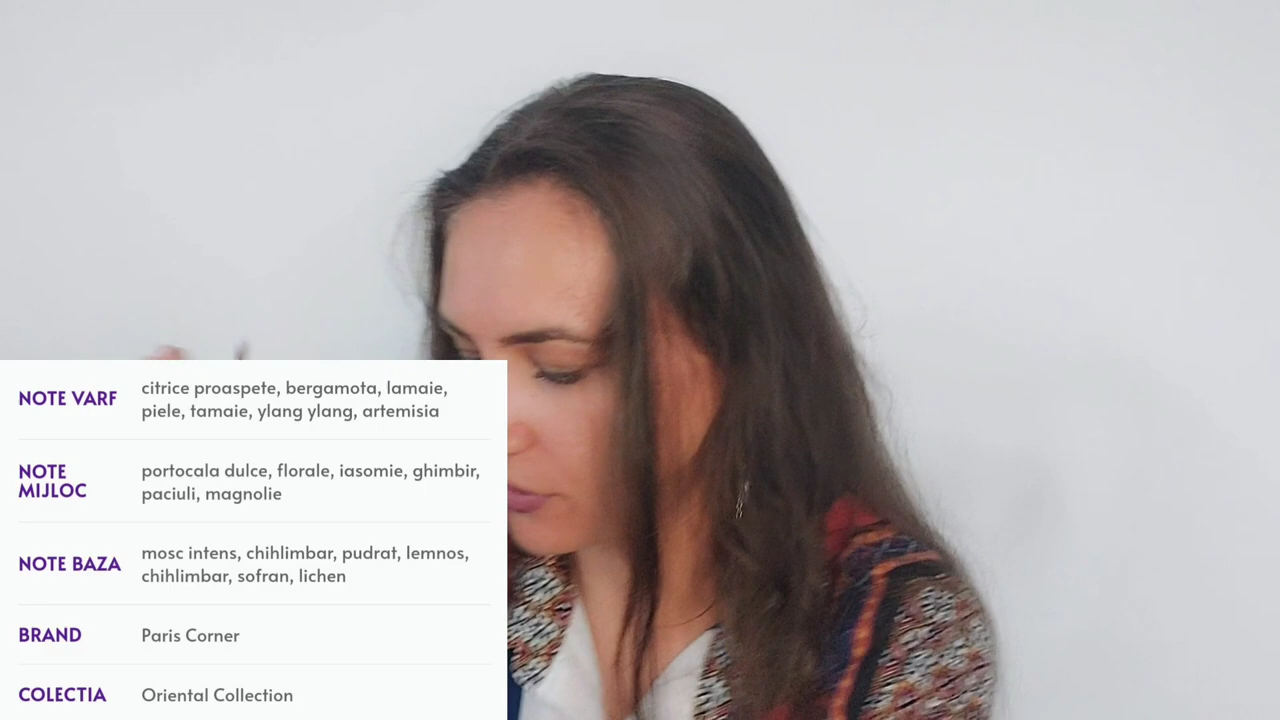 NOTE VARF
citrice proaspete, bergamota, lamaie,
piele, tamaie, ylang ylang, artemisia
NOTE
MIJLOC
portocala dulce, florale, iasomie, ghimbir,
paciuli, magnolie
NOTE BAZA
mosc intens, chihlimbar, pudrat, lemnos,
chihlimbar, sofran, lichen
BRAND
Paris Corner
COLECTIA
Oriental Collection